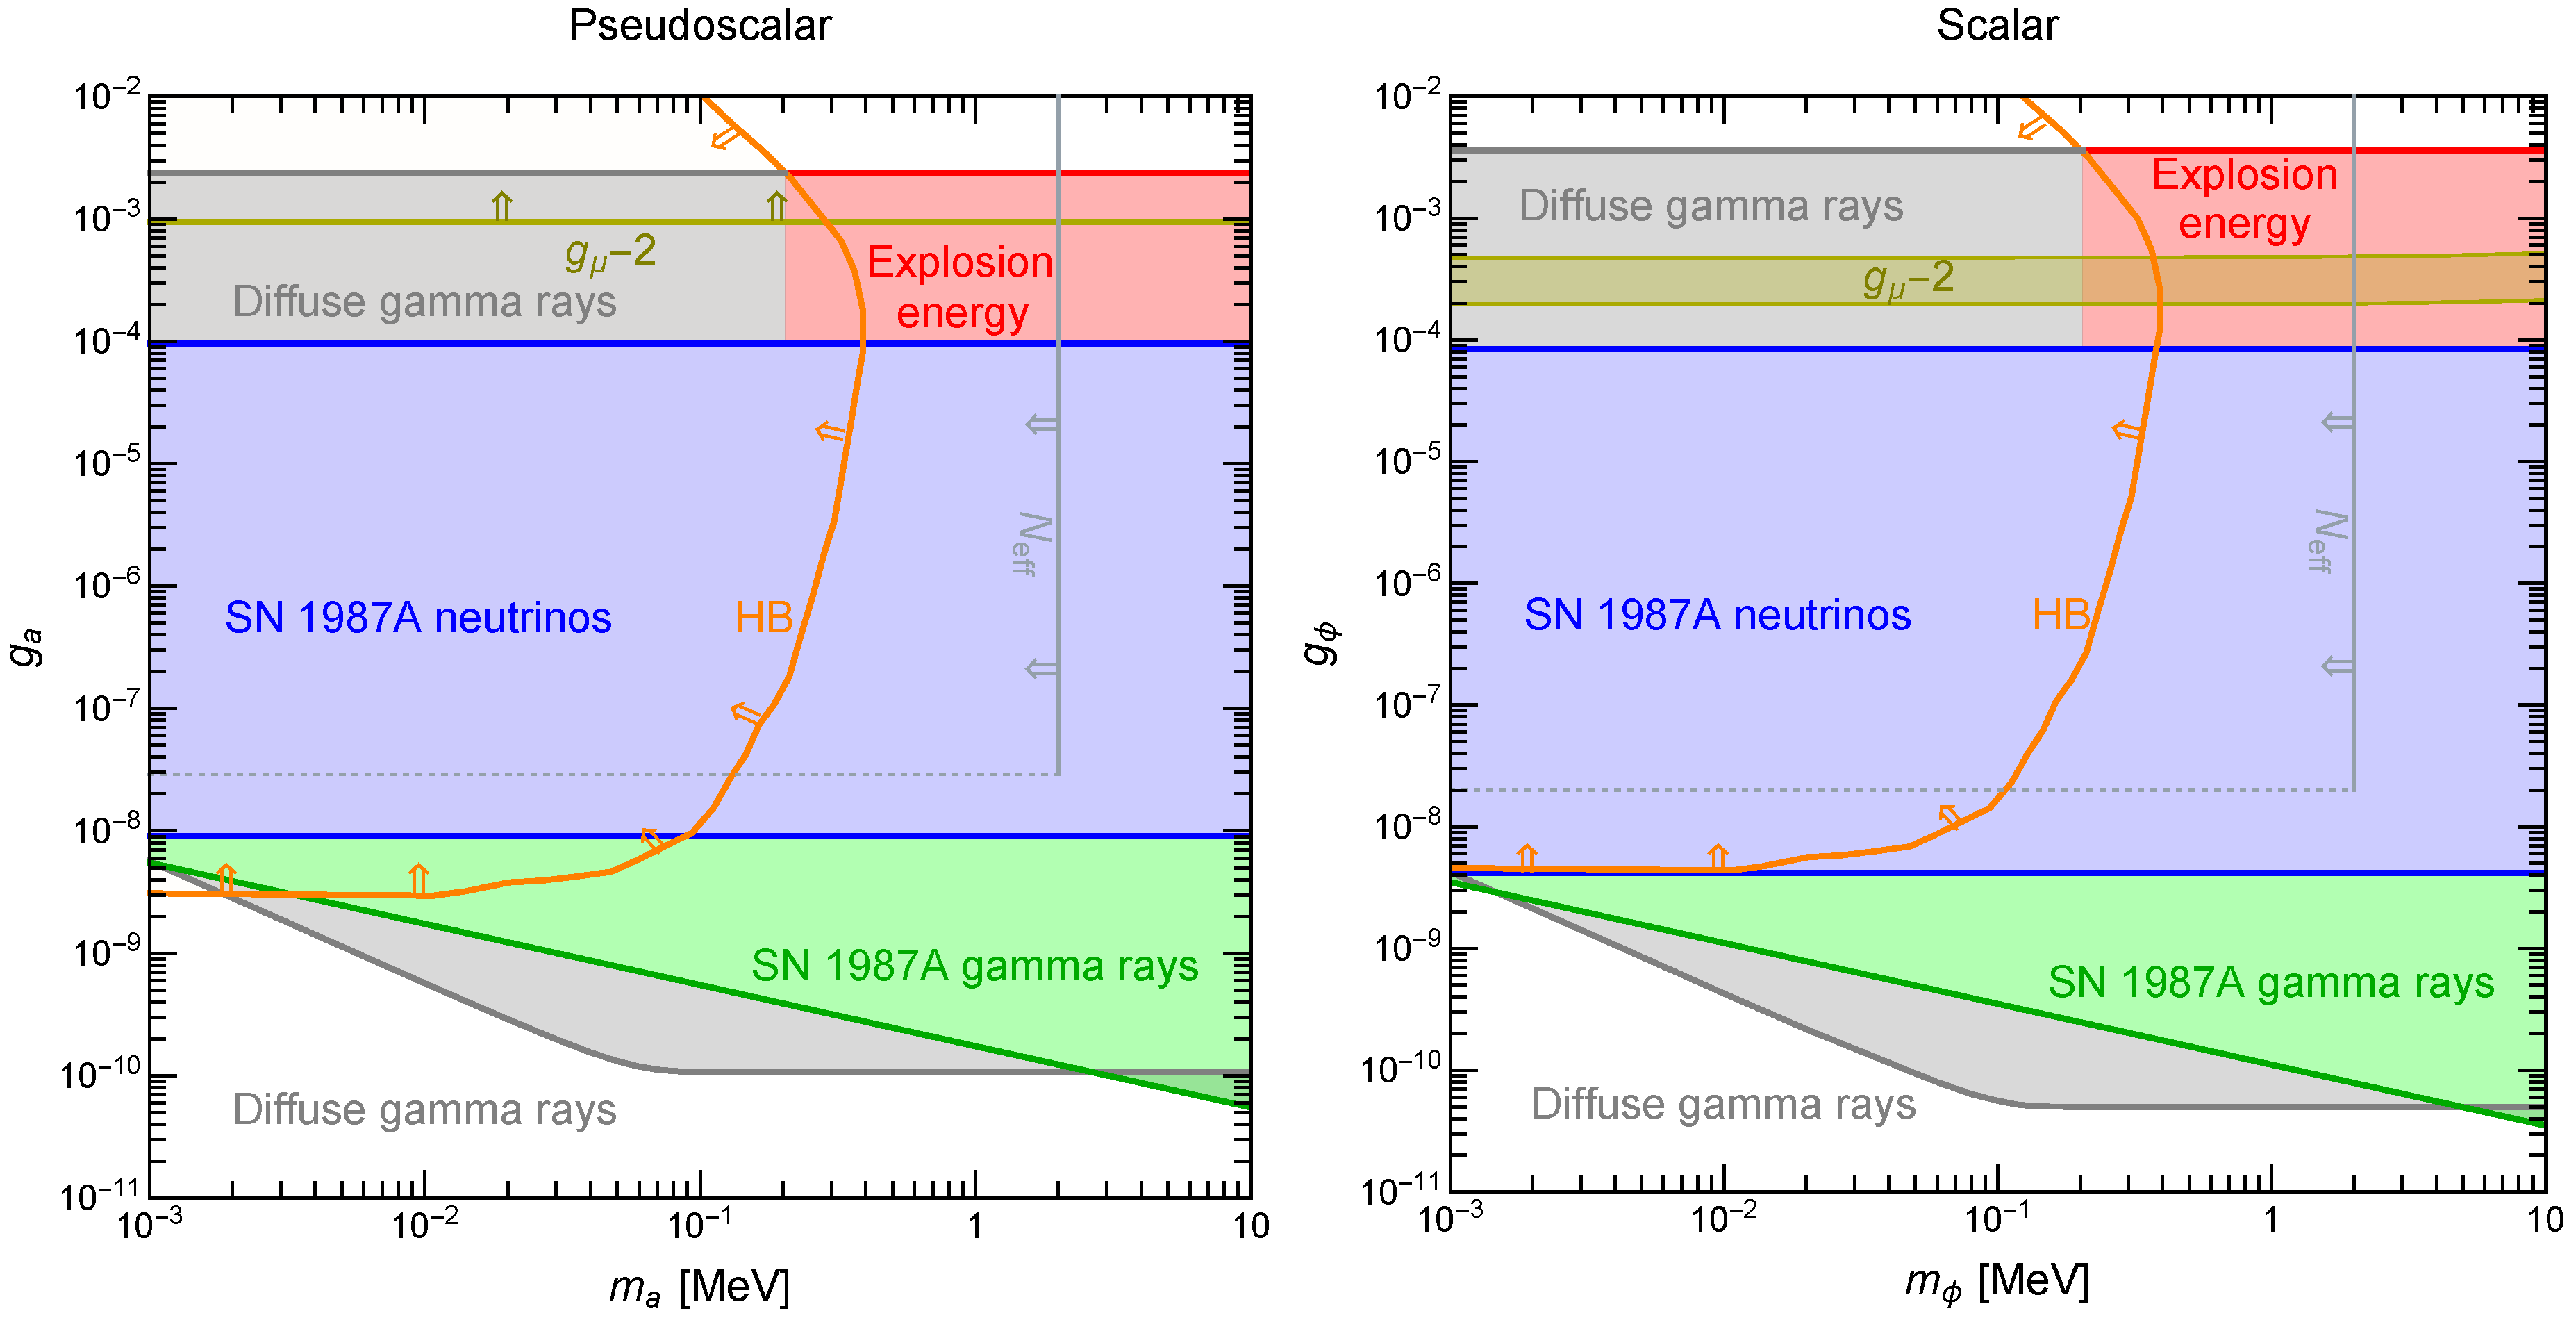 Pseudoscalar
10⁻²
10⁻³
10⁻⁴
10⁻⁵
10⁻⁶
10⁻⁷
10⁻⁸
10⁻⁹
10⁻¹⁰
10⁻¹¹
gₐ
Diffuse gamma rays
g_μ−2
Explosion
energy
SN 1987A neutrinos
HB
N_eff
SN 1987A gamma rays
Diffuse gamma rays
10⁻³
10⁻²
10⁻¹
1
10
mₐ [MeV]
Scalar
10⁻²
10⁻³
10⁻⁴
10⁻⁵
10⁻⁶
10⁻⁷
10⁻⁸
10⁻⁹
10⁻¹⁰
10⁻¹¹
g_ϕ
Diffuse gamma rays
Explosion
energy
g_μ−2
SN 1987A neutrinos
HB
N_eff
SN 1987A gamma rays
Diffuse gamma rays
10⁻³
10⁻²
10⁻¹
1
10
m_ϕ [MeV]